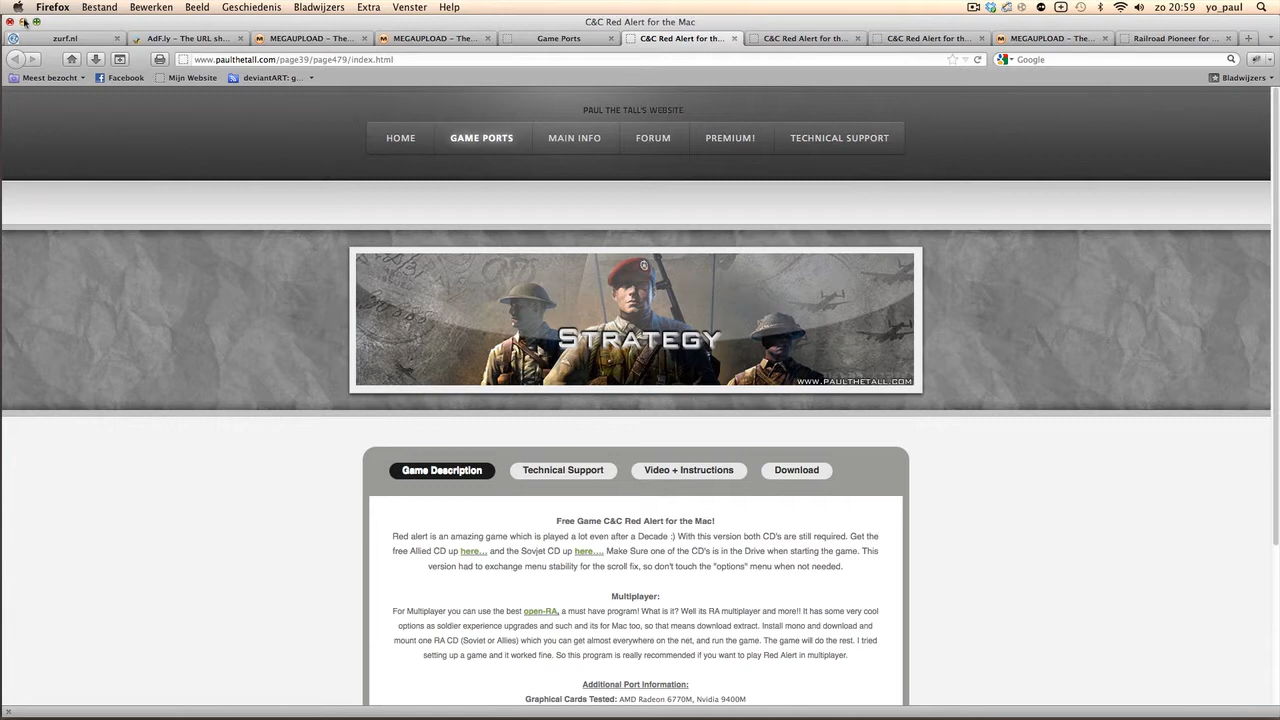 Firefox Bestand Bewerken Beeld Geschiedenis Bladwijzers Extra Venster Help zo 20:59 yo_paul
C&C Red Alert for the Mac
zurf.nl AdF.ly - The URL sh... MEGAUPLOAD - The... MEGAUPLOAD - The... Game Ports C&C Red Alert for th... C&C Red Alert for th... C&C Red Alert for th... MEGAUPLOAD - The... Railroad Pioneer for ...
www.paulthetall.com/page39/page479/index.html Google
Meest bezocht Facebook Mijn Website deviantART: g... Bladwijzers
PAUL THE TALL'S WEBSITE
HOME GAME PORTS MAIN INFO FORUM PREMIUM! TECHNICAL SUPPORT
STRATEGY
WWW.PAULTHETALL.COM
Game Description Technical Support Video + Instructions Download
Free Game C&C Red Alert for the Mac!
Red alert is an amazing game which is played a lot even after a Decade :) With this version both CD's are still required. Get the
free Allied CD up here... and the Sovjet CD up here.... Make Sure one of the CD's is in the Drive when starting the game. This
version had to exchange menu stability for the scroll fix, so don't touch the "options" menu when not needed.
Multiplayer:
For Multiplayer you can use the best open-RA, a must have program! What is it? Well its RA multiplayer and more!! It has some very cool
options as soldier experience upgrades and such and its for Mac too, so that means download extract. Install mono and download and
mount one RA CD (Soviet or Allies) which you can get almost everywhere on the net, and run the game. The game will do the rest. I tried
setting up a game and it worked fine. So this program is really recommended if you want to play Red Alert in multiplayer.
Additional Port Information:
Graphical Cards Tested: AMD Radeon 6770M, Nvidia 9400M